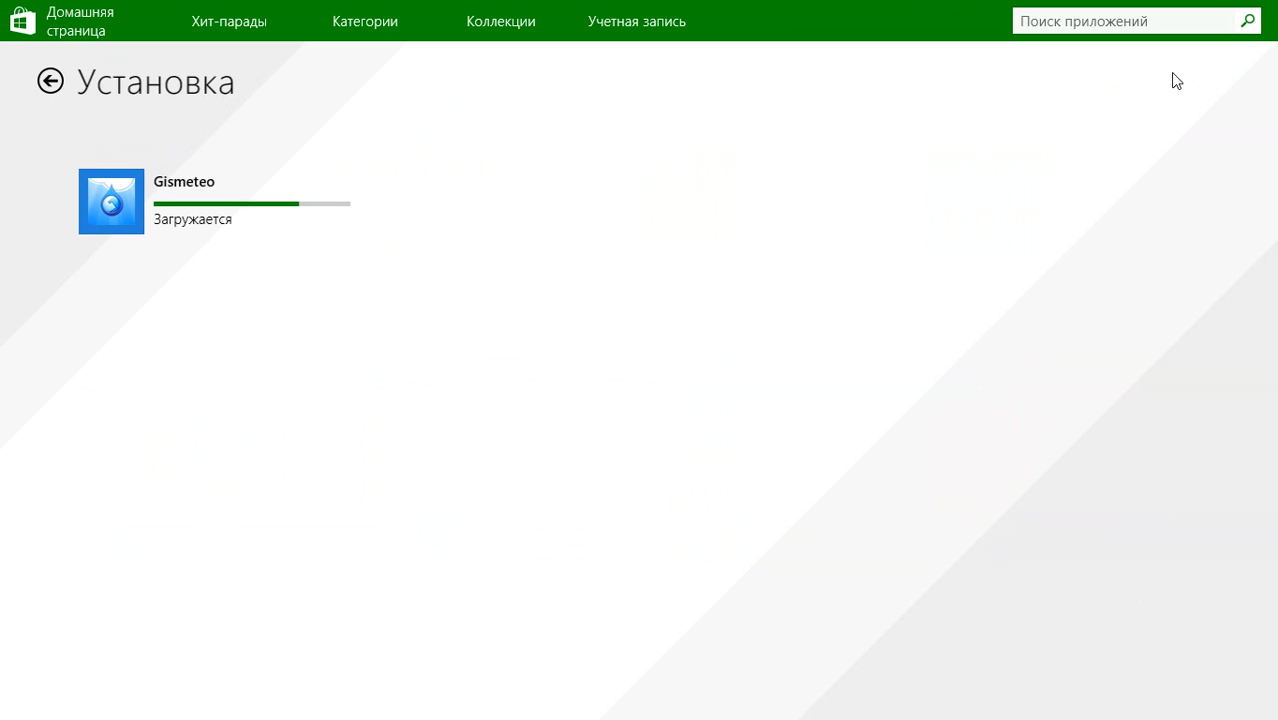 Домашняя
страница
Хит-парады
Категории
Коллекции
Учетная запись
Поиск приложений
Установка
Gismeteo
Загружается